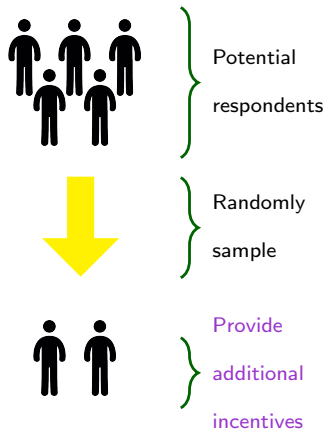 Potential
respondents
Randomly
sample
Provide
additional
incentives